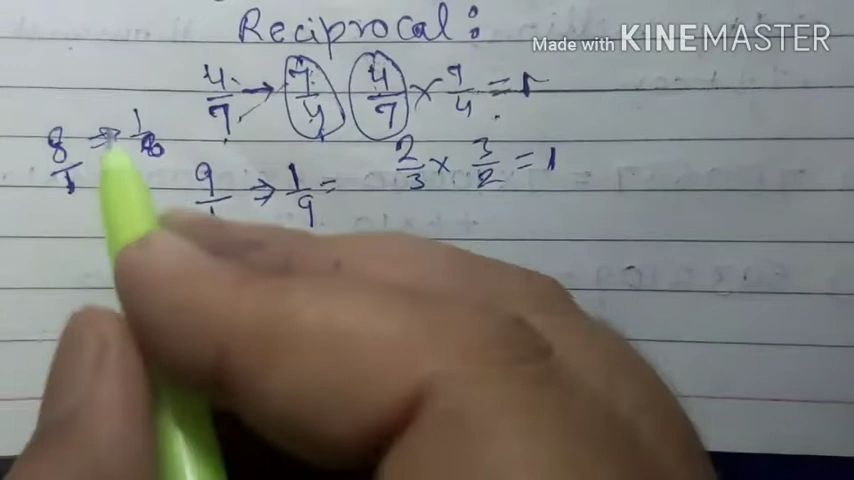 Reciprocal:
Made with KINEMASTER
4/7 → 7/4 4/7 × 7/4 = 1
8/1 ⇒ 1/8
9/1 ⇒ 1/9 = 2/3 × 3/2 = 1